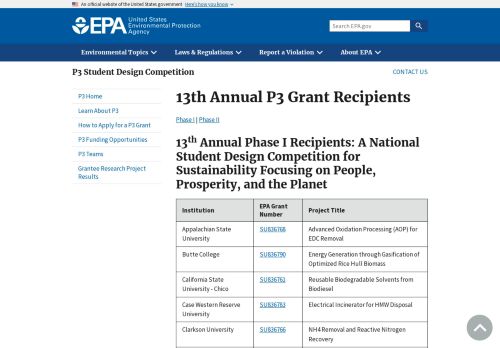 An official website of the United States government Here's how you know
EPA United States Environmental Protection Agency
Search EPA.gov
Environmental Topics Laws & Regulations Report a Violation About EPA
P3 Student Design Competition
CONTACT US
P3 Home
Learn About P3
How to Apply for a P3 Grant
P3 Funding Opportunities
P3 Teams
Grantee Research Project
Results
13th Annual P3 Grant Recipients
Phase I | Phase II
13th Annual Phase I Recipients: A National
Student Design Competition for
Sustainability Focusing on People,
Prosperity, and the Planet
Institution EPA Grant Number Project Title
Appalachian State University SU836768 Advanced Oxidation Processing (AOP) for EDC Removal
Butte College SU836790 Energy Generation through Gasification of Optimized Rice Hull Biomass
California State University - Chico SU836761 Reusable Biodegradable Solvents from Biodiesel
Case Western Reserve University SU836783 Electrical Incinerator for HMW Disposal
Clarkson University SU836766 NH4 Removal and Reactive Nitrogen Recovery